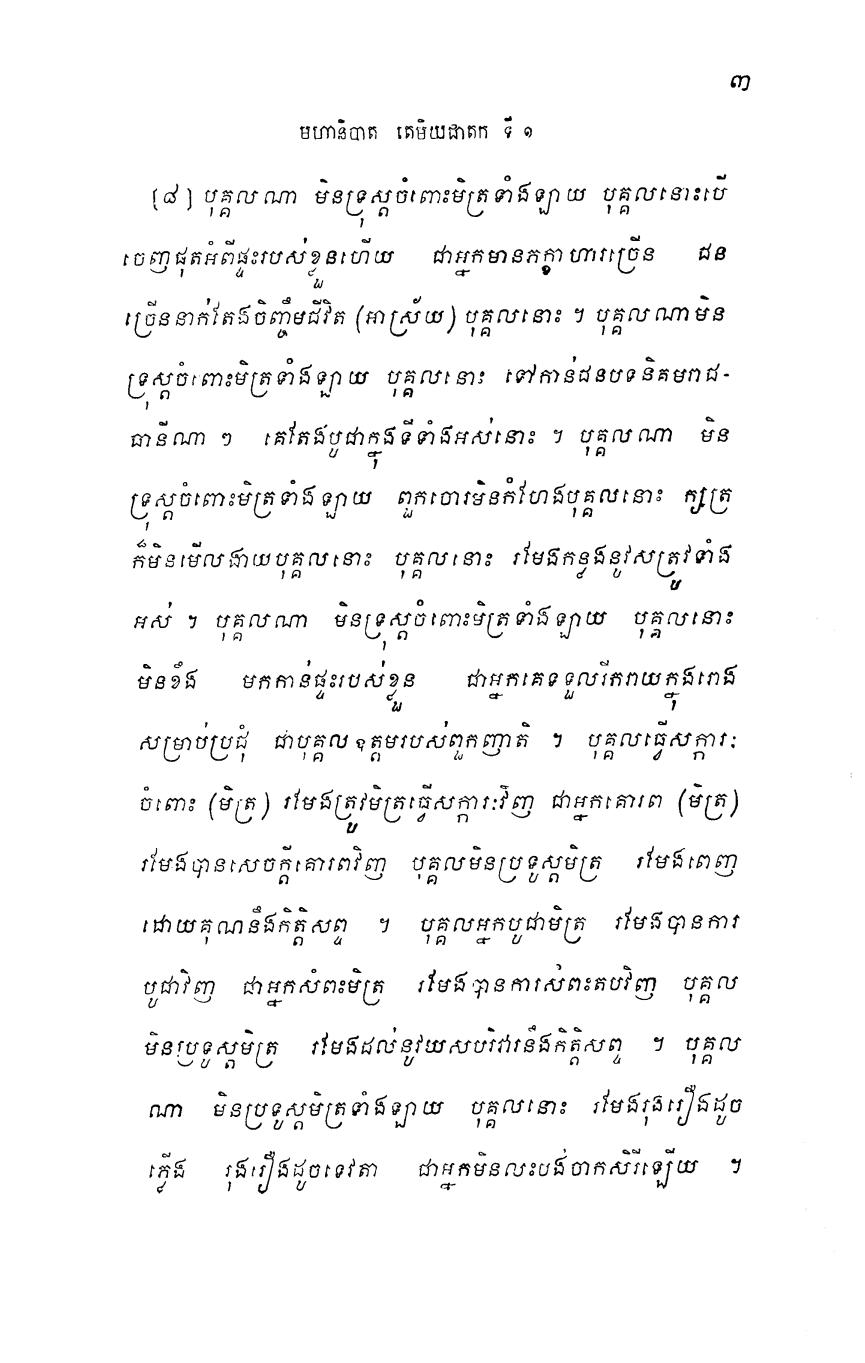 ៣
មហានិបាត តេមិយជាតក ទី ១
[៨] បុគ្គលណា មិនទ្រុស្តចំពោះមិត្រទាំងឡាយ បុគ្គលនោះបើ
ចេញផុតអំពីផ្ទះរបស់ខ្លួនហើយ ជាអ្នកមានភក្ខាហារច្រើន ជន
ច្រើននាក់តែងចិញ្ចឹមជីវិត (អាស្រ័យ) បុគ្គលនោះ ។ បុគ្គលណាមិន
ទ្រុស្តចំពោះមិត្រទាំងឡាយ បុគ្គលនោះ ទៅកាន់ជនបទនិគមរាជ-
ធានីណា ៗ គេតែងបូជាក្នុងទីទាំងអស់នោះ ។ បុគ្គលណា មិន
ទ្រុស្តចំពោះមិត្រទាំងឡាយ ពួកចោរមិនកំហែងបុគ្គលនោះ ក្សត្រ
ក៏មិនមើលងាយបុគ្គលនោះ បុគ្គលនោះ រមែងកន្លងនូវសត្រូវទាំង
អស់ ។ បុគ្គលណា មិនទ្រុស្តចំពោះមិត្រទាំងឡាយ បុគ្គលនោះ
មិនខឹង មកកាន់ផ្ទះរបស់ខ្លួន ជាអ្នកគេទទួលរីករាយក្នុងរោង
សម្រាប់ប្រជុំ ជាបុគ្គលឧត្តមរបស់ពួកញាតិ ។ បុគ្គលធ្វើសក្ការៈ
ចំពោះ (មិត្រ) រមែងត្រូវមិត្រធ្វើសក្ការៈវិញ ជាអ្នកគោរព (មិត្រ)
រមែងបានសេចក្តីគោរពវិញ បុគ្គលមិនប្រទូស្តមិត្រ រមែងពេញ
ដោយគុណនឹងកិត្តិសព្ទ ។ បុគ្គលអ្នកបូជាមិត្រ រមែងបានការ
បូជាវិញ ជាអ្នកសំពះមិត្រ រមែងបានការសំពះតបវិញ បុគ្គល
មិនប្រទូស្តមិត្រ រមែងដល់នូវយសបរិវារនឹងកិត្តិសព្ទ ។ បុគ្គល
ណា មិនប្រទូស្តមិត្រទាំងឡាយ បុគ្គលនោះ រមែងរុងរឿងដូច
ភ្លើង រុងរឿងដូចទេវតា ជាអ្នកមិនលះបង់ចាកសិរីឡើយ ។